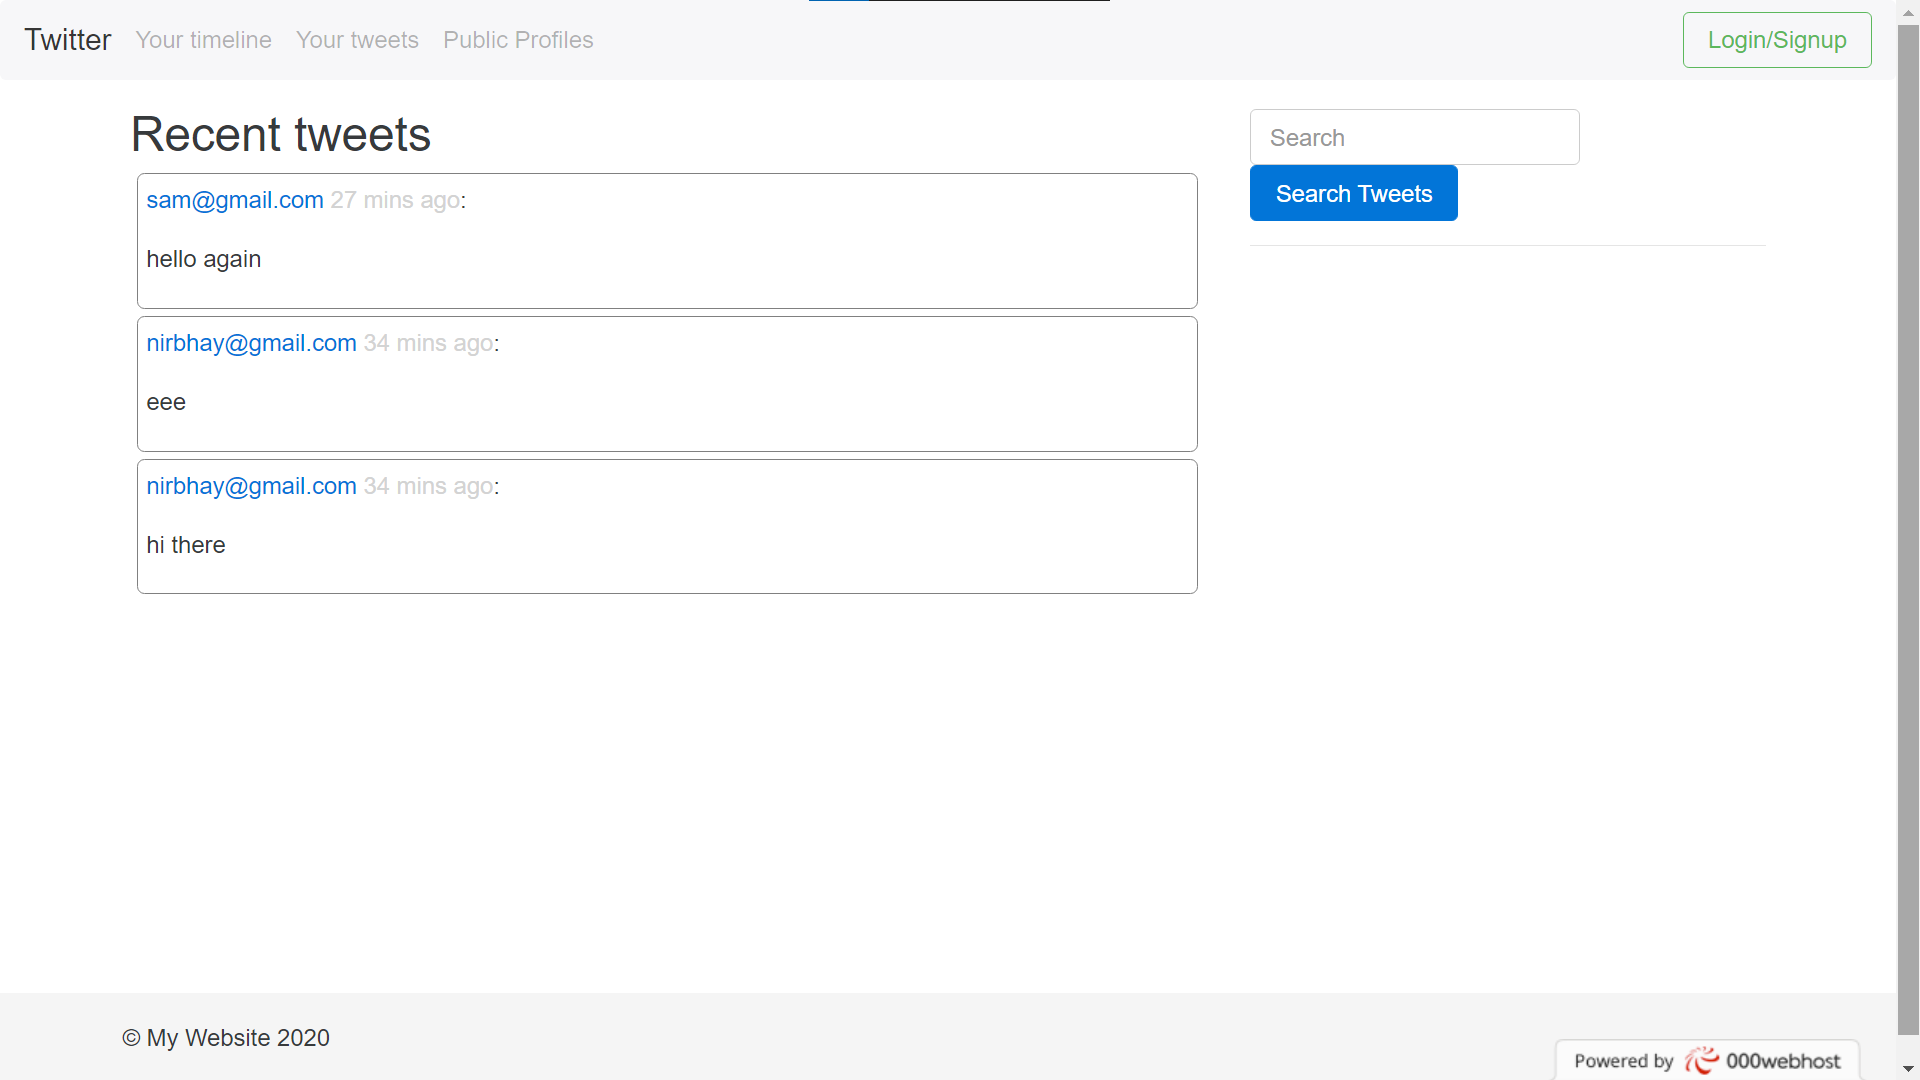 Twitter Your timeline Your tweets Public Profiles Login/Signup
Recent tweets
sam@gmail.com 27 mins ago:
hello again
nirbhay@gmail.com 34 mins ago:
eee
nirbhay@gmail.com 34 mins ago:
hi there
Search
Search Tweets
© My Website 2020
Powered by 000webhost